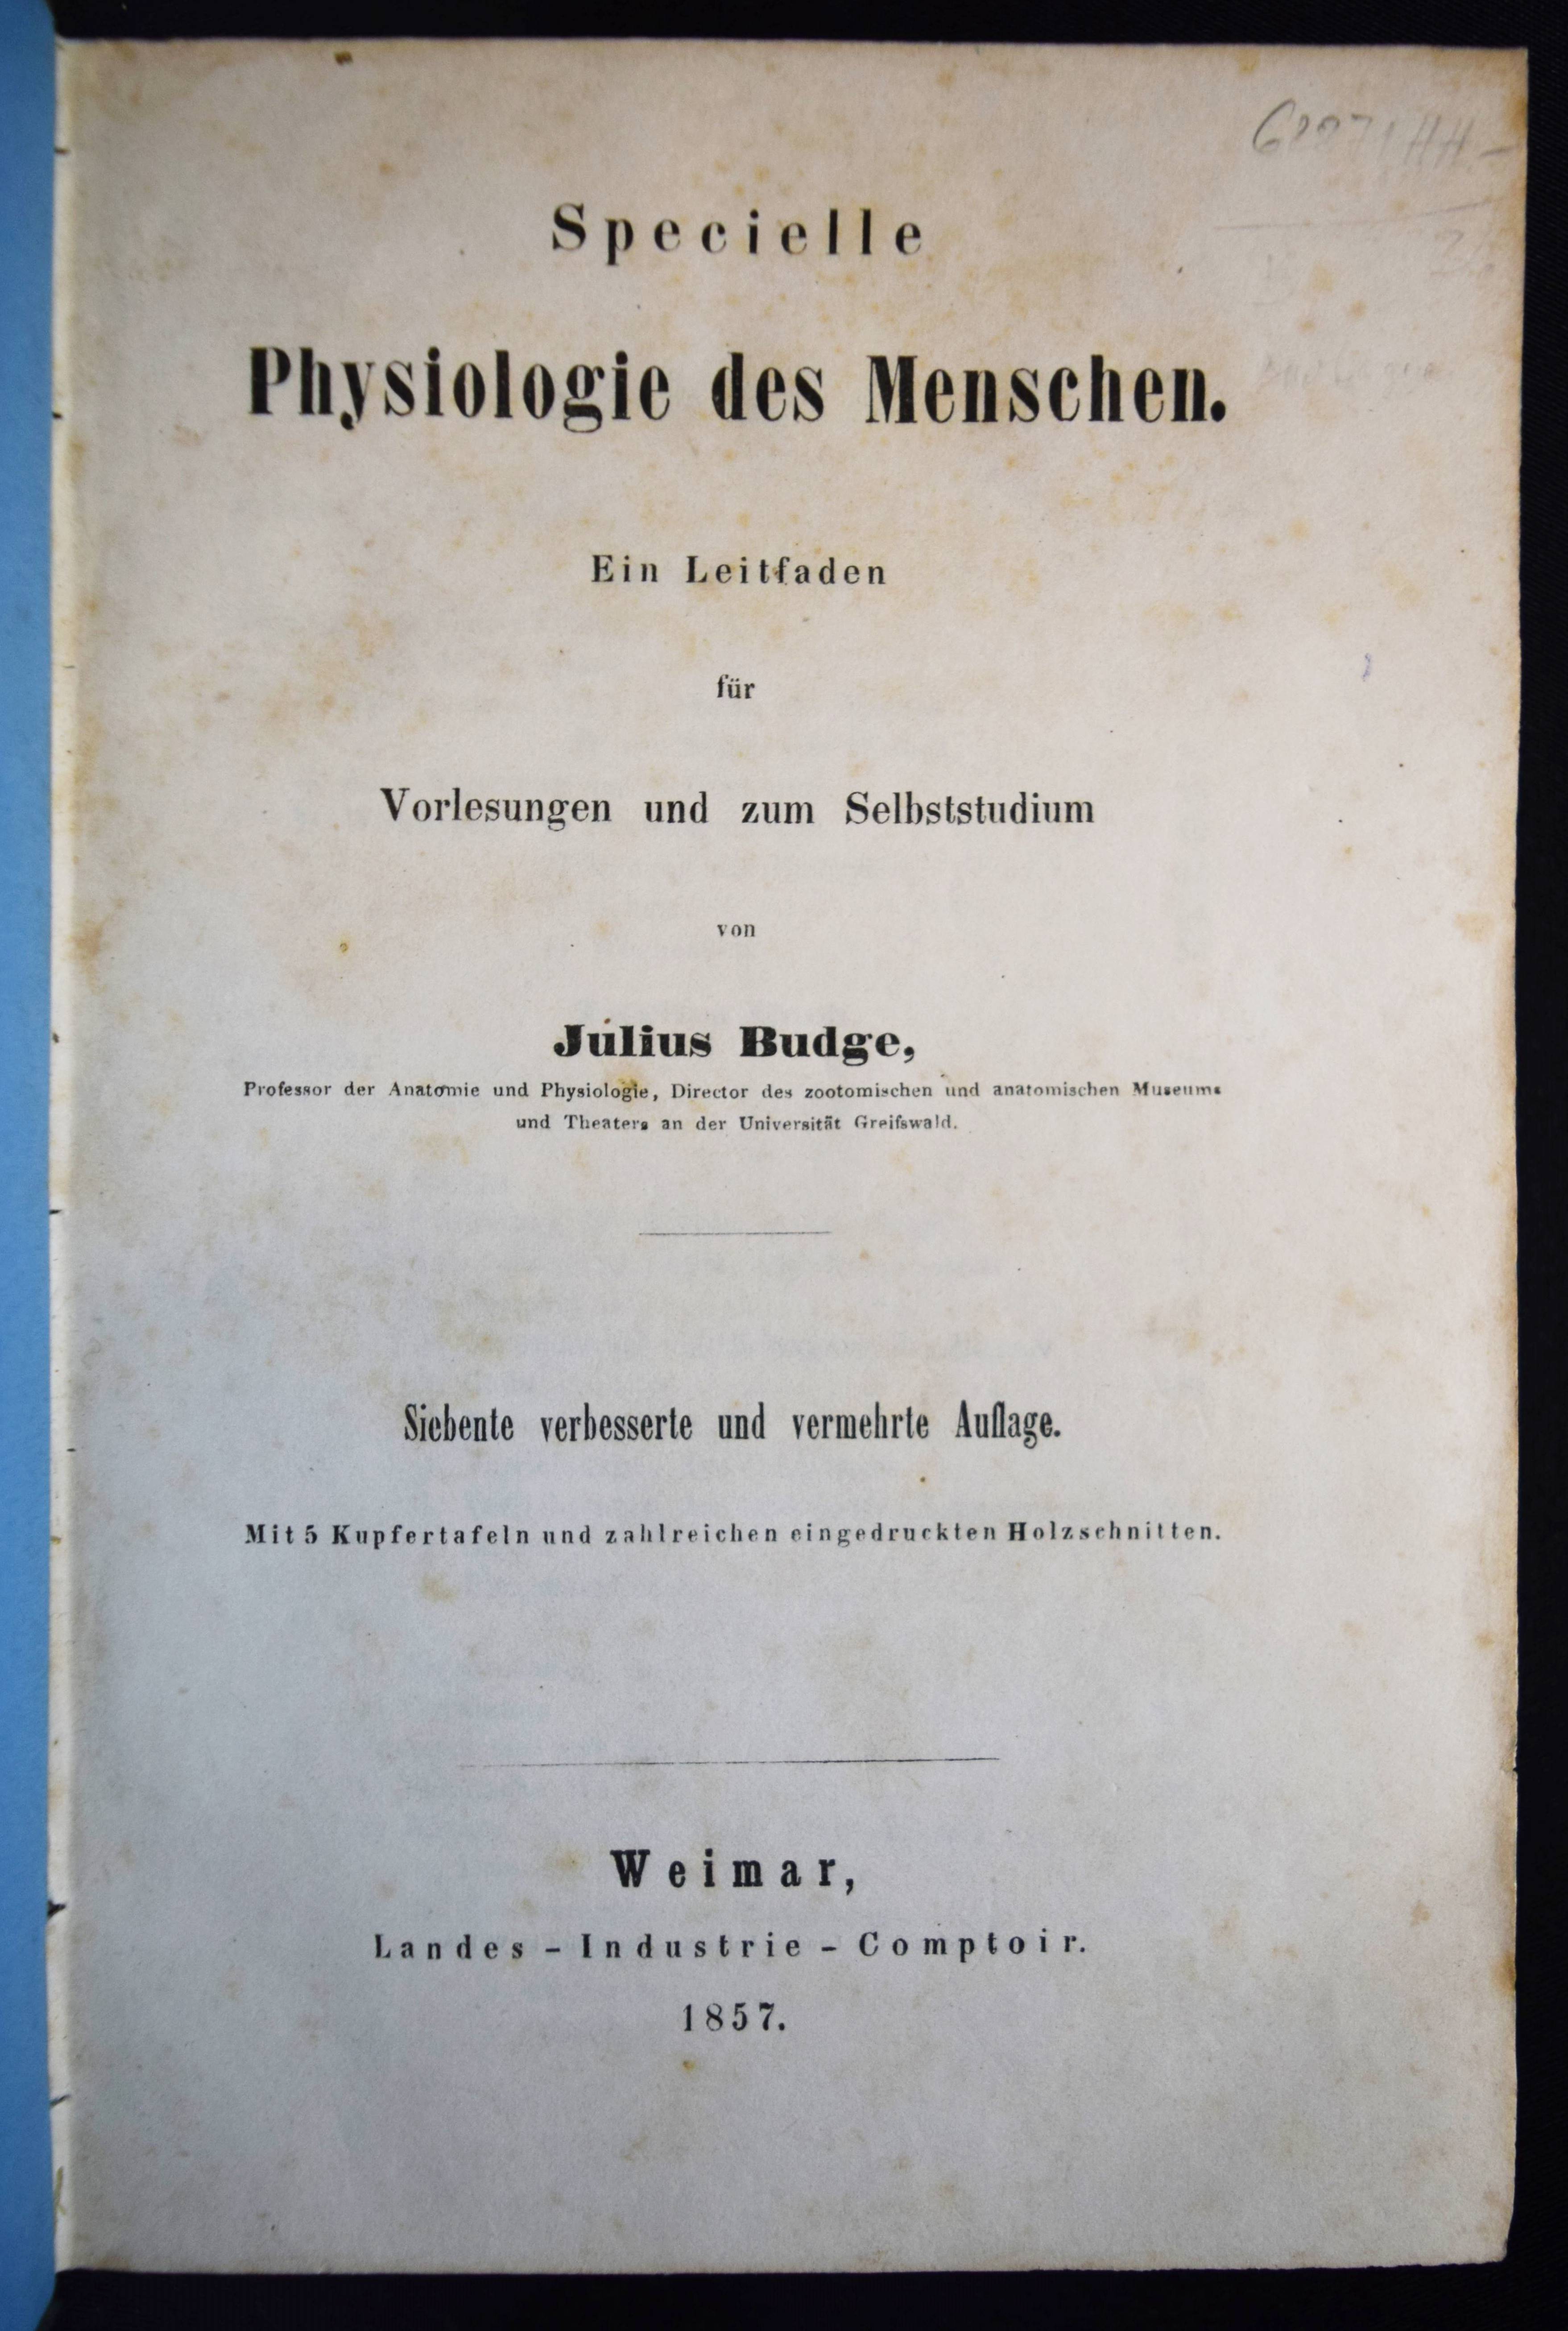 Specielle
Physiologie des Menschen.
Ein Leitfaden
für
Vorlesungen und zum Selbststudium
von
Julius Budge,
Professor der Anatomie und Physiologie, Director des zootomischen und anatomischen Museums
und Theaters an der Universität Greifswald.
Siebente verbesserte und vermehrte Auflage.
Mit 5 Kupfertafeln und zahlreichen eingedruckten Holzschnitten.
Weimar,
Landes-Industrie-Comptoir.
1857.